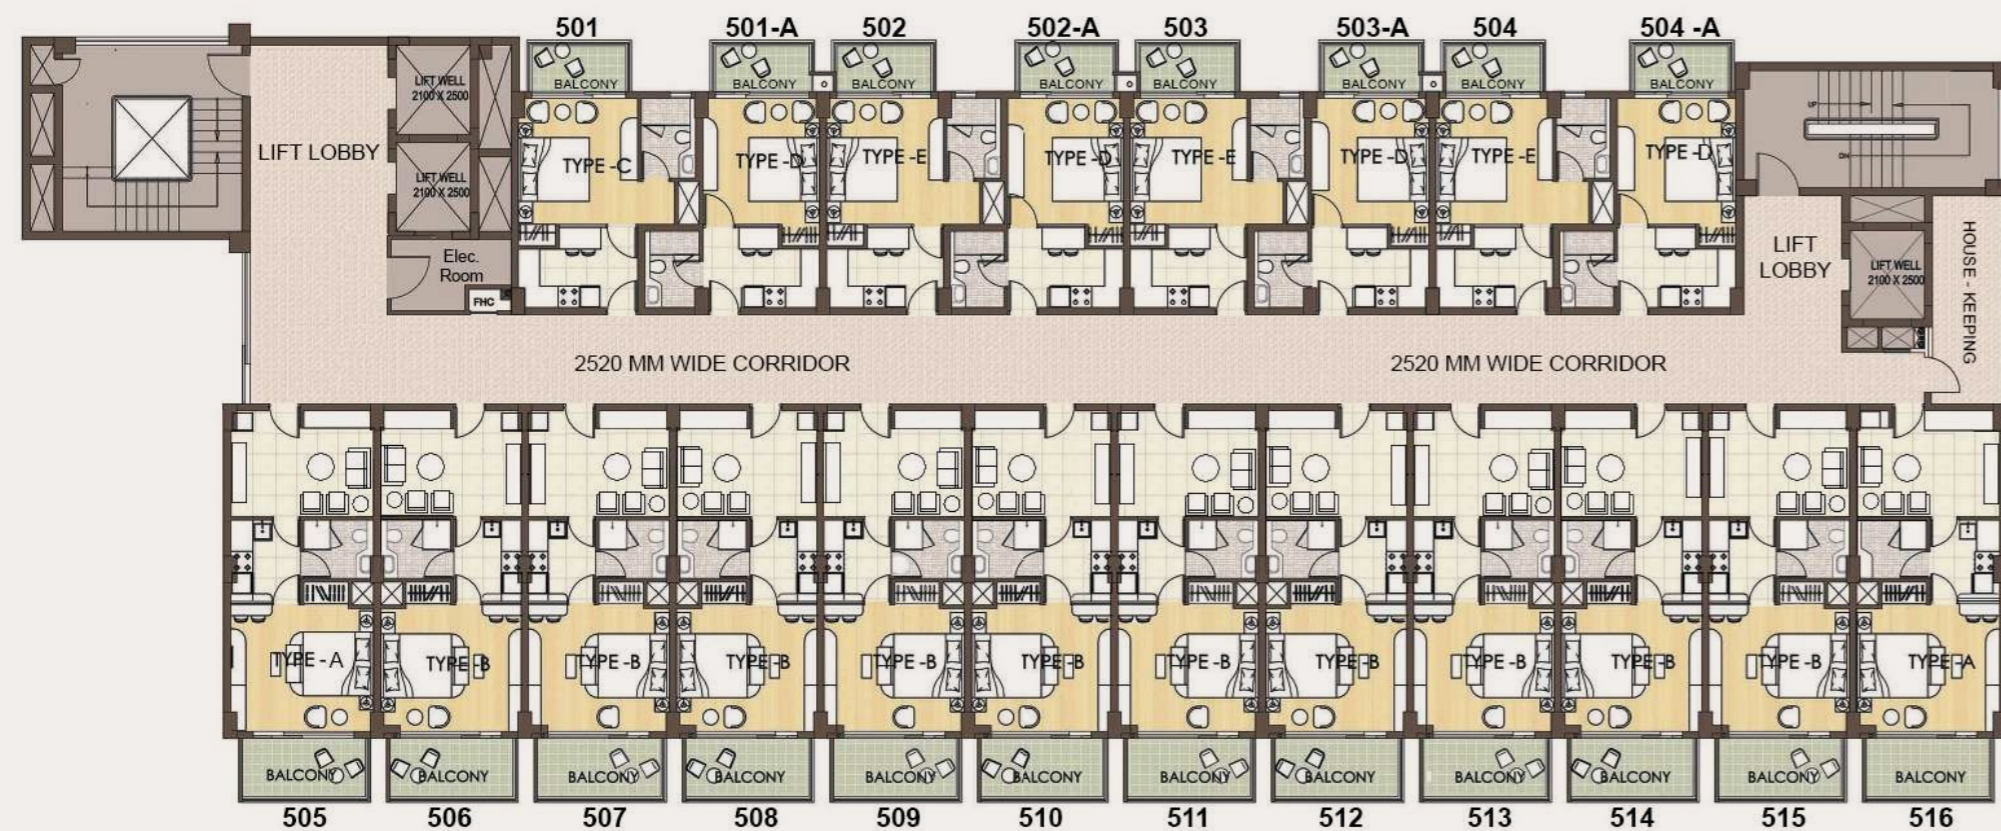 501 501-A 502 502-A 503 503-A 504 504 -A
BALCONY BALCONY BALCONY BALCONY BALCONY BALCONY BALCONY BALCONY
LIFT WELL
2100 X 2500
LIFT LOBBY
LIFT WELL
2100 X 2500
TYPE -C TYPE -D TYPE -E TYPE -D TYPE -E TYPE -D TYPE -E TYPE -D
UP
DN
Elec.
Room
FHC
LIFT
LOBBY
LIFT WELL
2100 X 2500
HOUSE - KEEPING
2520 MM WIDE CORRIDOR 2520 MM WIDE CORRIDOR
TYPE - A TYPE -B TYPE -B TYPE -B TYPE -B TYPE -B TYPE -B TYPE -B TYPE -B TYPE -B TYPE -B TYPE -A
BALCONY BALCONY BALCONY BALCONY BALCONY BALCONY BALCONY BALCONY BALCONY BALCONY BALCONY BALCONY
505 506 507 508 509 510 511 512 513 514 515 516